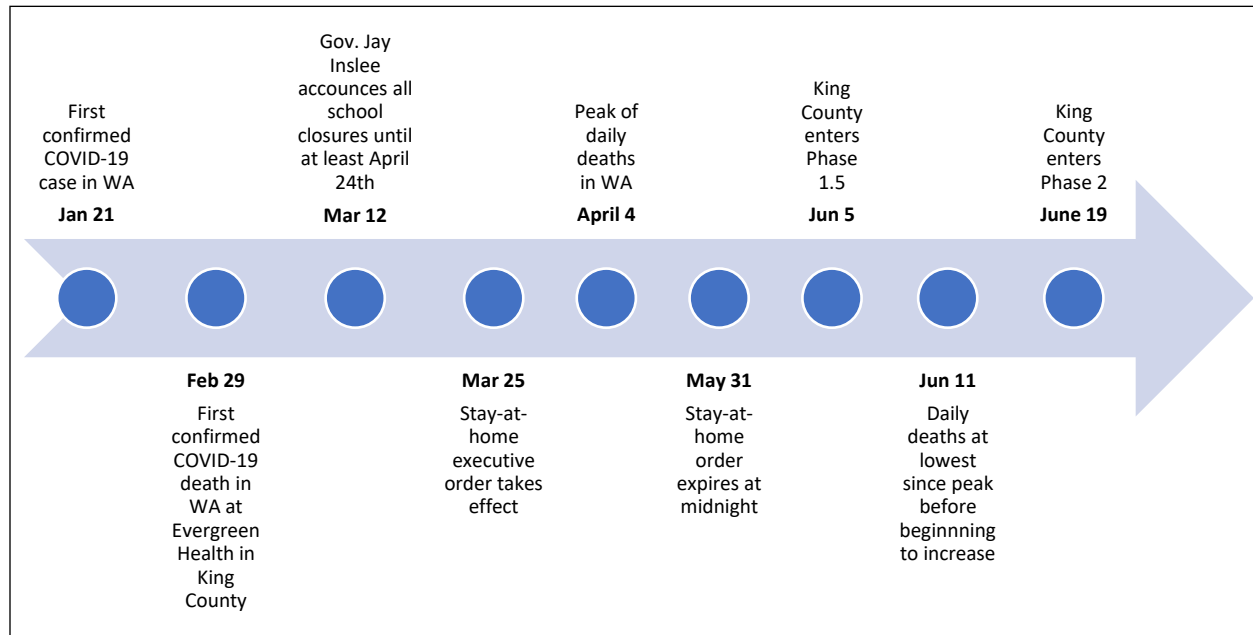 First
confirmed
COVID-19
case in WA
Jan 21
Gov. Jay
Inslee
accounces all
school
closures until
at least April
24th
Mar 12
Peak of
daily
deaths
in WA
April 4
King
County
enters
Phase
1.5
Jun 5
King
County
enters
Phase 2
June 19
Feb 29
First
confirmed
COVID-19
death in
WA at
Evergreen
Health in
King
County
Mar 25
Stay-at-
home
executive
order takes
effect
May 31
Stay-at-
home
order
expires at
midnight
Jun 11
Daily
deaths at
lowest
since peak
before
beginnning
to increase